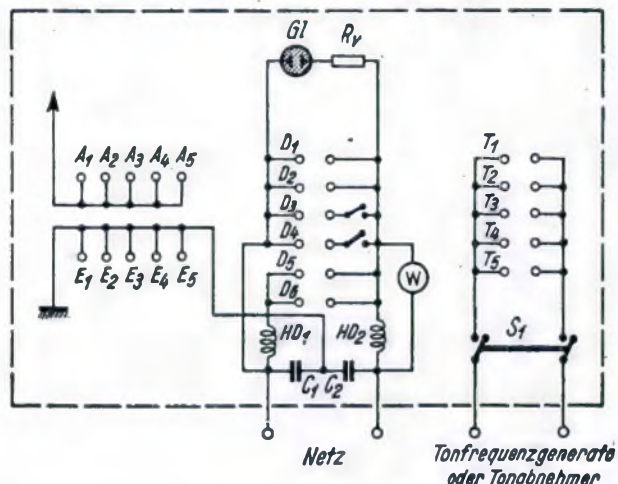 Gl Rv
A1 A2 A3 A4 A5
E1 E2 E3 E4 E5
D1
D2
D3
D4
D5
D6
HD1 HD2
C1 C2
W
T1
T2
T3
T4
T5
S1
Netz
Tonfrequenzgenerato
oder Tonabnehmer